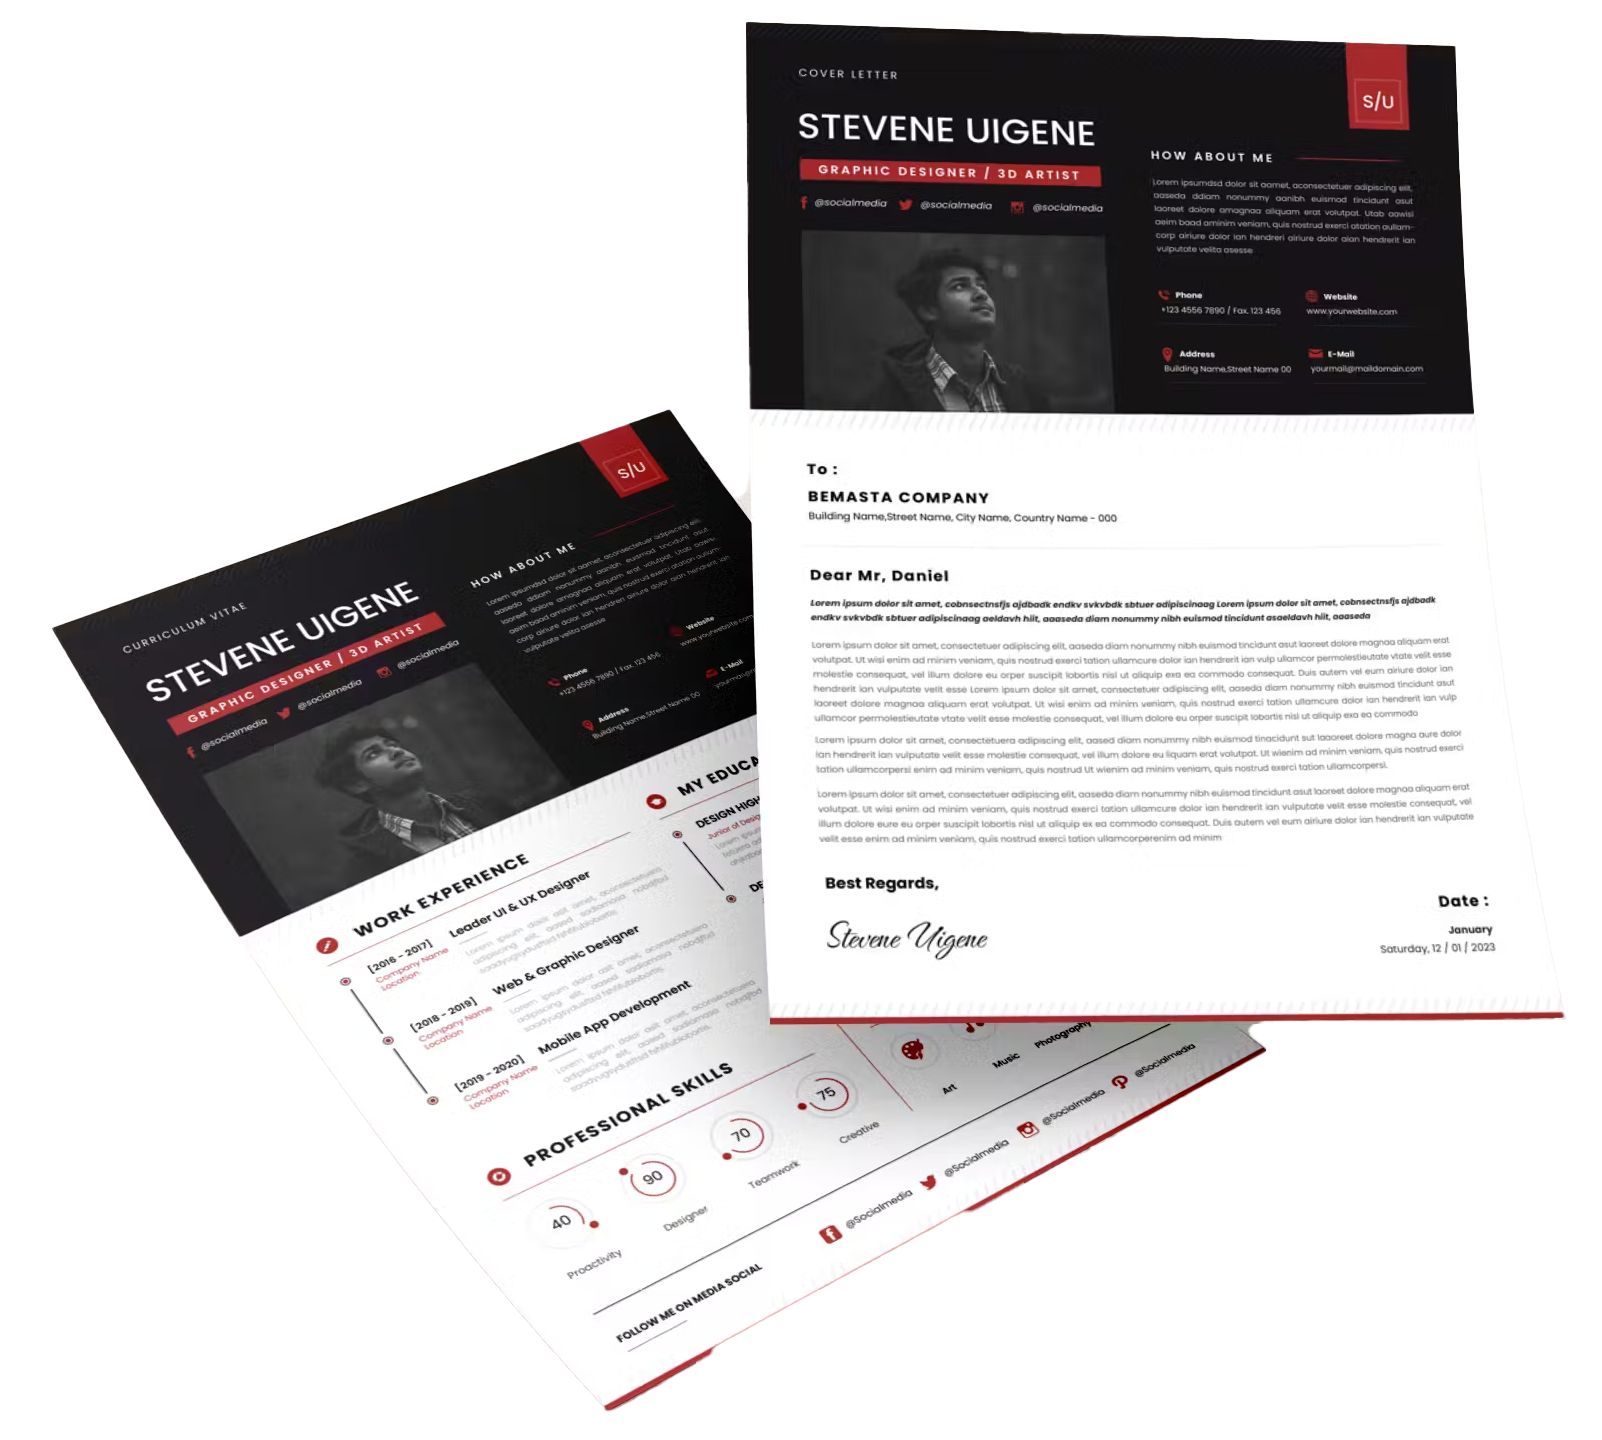 COVER LETTER
STEVENE UIGENE
GRAPHIC DESIGNER / 3D ARTIST
@socialmedia @socialmedia @socialmedia
S/U
HOW ABOUT ME
Lorem ipsumdsd dolor sit aamet, aconsectetuer adipiscing elit,
aaseda ddiam nonummy aanibh euismod tincidunt asut
laoreet dolore amagnaa aliquam erat volutpat. Utab aawisi
aeim baad aminim veniam, quis nostrud exerci atation aullam-
corp airiure dolor ian hendreri airiure dolor aian hendrerit ian
vulputate velita asesse
Phone
+123 4556 7890 / Fax. 123 456
Website
www.yourwebsite.com
Address
Building Name,Street Name 00
E-Mail
yourmail@maildomain.com
To :
BEMASTA COMPANY
Building Name,Street Name, City Name, Country Name - 000
Dear Mr, Daniel
Lorem ipsum dolor sit amet, cobnsectnsfjs ajdbadk endkv svkvbdk sbtuer adipiscinaag Lorem ipsum dolor sit amet, cobnsectnsfjs ajdbadk
endkv svkvbdk sbtuer adipiscinaag aeldavh hiit, aaaseda diam nonummy nibh euismod tincidunt asaeldavh hiit, aaaseda
Lorem ipsum dolor sit amet, consectetuer adipiscing elit, aaseda diam nonummy nibh euismod tincidunt asut laoreet dolore magnaa aliquam erat
volutpat. Ut wisi enim ad minim veniam, quis nostrud exerci tation ullamcure dolor ian hendrerit ian vulp ullamcor permolestieutate vtate velit esse
molestie consequat, vel illum dolore eu orper suscipit lobortis nisl ut aliquip exa ea commodo consequat. Duis autem vel eum airiure dolor ian
hendrerit ian vulputate velit esse Lorem ipsum dolor sit amet, consectetuer adipiscing elit, aaseda diam nonummy nibh euismod tincidunt asut
laoreet dolore magnaa aliquam erat volutpat. Ut wisi enim ad minim veniam, quis nostrud exerci tation ullamcure dolor ian hendrerit ian vulp
ullamcor permolestieutate vtate velit esse molestie consequat, vel illum dolore eu orper suscipit lobortis nisl ut aliquip exa ea commodo
Lorem ipsum dolor sit amet, consectetuera adipiscing elit, aased diam nonummy nibh euismod tinacidunt sut laaoreet dolore magna aure dolor
ian hendrerit ian vulputate velit esse molestie consequat, vel illum dolore eu liquam erat volutpat. Ut wienim ad minim veniam, quis nostrud exerci
tation ullamcorpersi enim ad minim veniam, quis nostrud Ut wienim ad minim veniam, quis nostrud exerci tation ullamcorpersi.
Lorem ipsum dolor sit amet, consectetuer adipiscing elit, aaseda diam nonummy nibh euismod tincidunt asut laoreet dolore magnaa aliquam erat
volutpat. Ut wisi enim ad minim veniam, quis nostrud exerci tation ullamcure dolor ian hendrerit ian vulputate velit esse molestie consequat, vel
illum dolore eure eu orper suscipit lobortis nisl ut aliquip ex ea commodo consequat. Duis autem vel eum airiure dolor ian hendrerit ian vulputate
velit esse enim ad minim veniam, quis nostrud exerci tation ullamcorperenim ad minim
Best Regards,
Stevene Uigene
Date :
January
Saturday, 12 / 01 / 2023
CURRICULUM VITAE
STEVENE UIGENE
GRAPHIC DESIGNER / 3D ARTIST
@socialmedia @socialmedia @socialmedia
S/U
HOW ABOUT ME
Lorem ipsumdsd dolor sit aamet, aconsectetuer adipiscing elit,
aaseda ddiam nonummy aanibh euismod tincidunt asut
laoreet dolore amagnaa aliquam erat volutpat. Utab aawisi
aeim baad aminim veniam, quis nostrud exerci atation aullam-
corp airiure dolor ian hendreri airiure dolor aian hendrerit ian
vulputate velita asesse
Phone
+123 4556 7890 / Fax. 123 456
Website
www.yourwebsite.com
Address
Building Name,Street Name 00
E-Mail
WORK EXPERIENCE
[2016 - 2017]
Company Name
Location
Leader UI & UX Designer
[2018 - 2019]
Company Name
Location
Web & Graphic Designer
[2019 - 2020]
Company Name
Location
Mobile App Development
MY EDUCA
DESIGN HIGH
Junior of Desig
DE
PROFESSIONAL SKILLS
40
90
70
75
Proactivity
Designer
Teamwork
Creative
Art
Music
Photography
FOLLOW ME ON MEDIA SOCIAL
@Socialmedia @Socialmedia @Socialmedia @Socialmedia